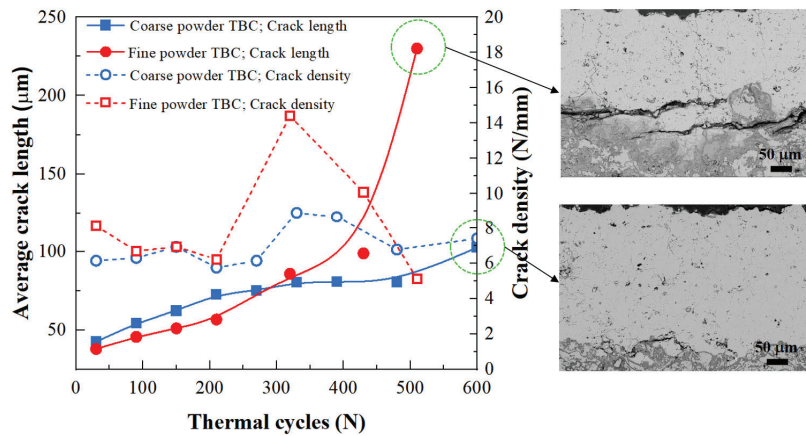 250
200
150
100
50
Average crack length (μm)
Coarse powder TBC; Crack length
Fine powder TBC; Crack length
Coarse powder TBC; Crack density
Fine powder TBC; Crack density
20
18
16
14
12
10
8
6
4
2
0
Crack density (N/mm)
0 100 200 300 400 500 600
Thermal cycles (N)
50 μm
50 μm